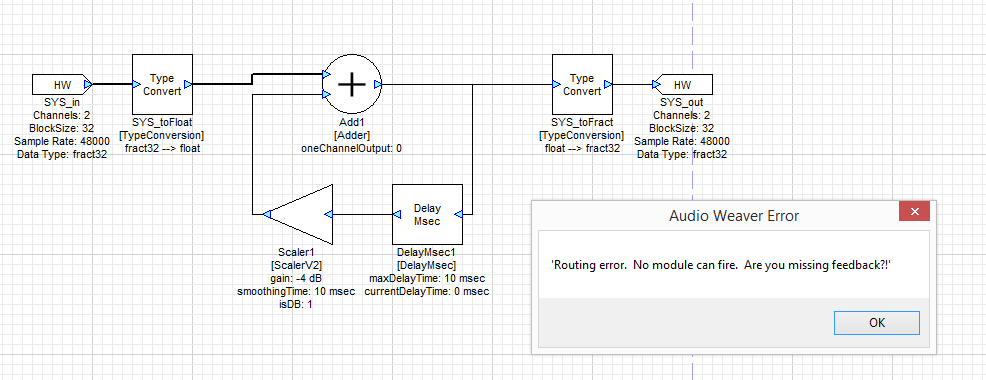 HW
SYS_in
Channels: 2
BlockSize: 32
Sample Rate: 48000
Data Type: fract32
Type
Convert
SYS_toFloat
[TypeConversion]
fract32 --> float
Add1
[Adder]
oneChannelOutput: 0
Type
Convert
SYS_toFract
[TypeConversion]
float --> fract32
HW
SYS_out
Channels: 2
BlockSize: 32
Sample Rate: 48000
Data Type: fract32
Scaler1
[ScalerV2]
gain: -4 dB
smoothingTime: 10 msec
isDB: 1
Delay
Msec
DelayMsec1
[DelayMsec]
maxDelayTime: 10 msec
currentDelayTime: 0 msec
Audio Weaver Error
'Routing error.  No module can fire.  Are you missing feedback?!'
OK